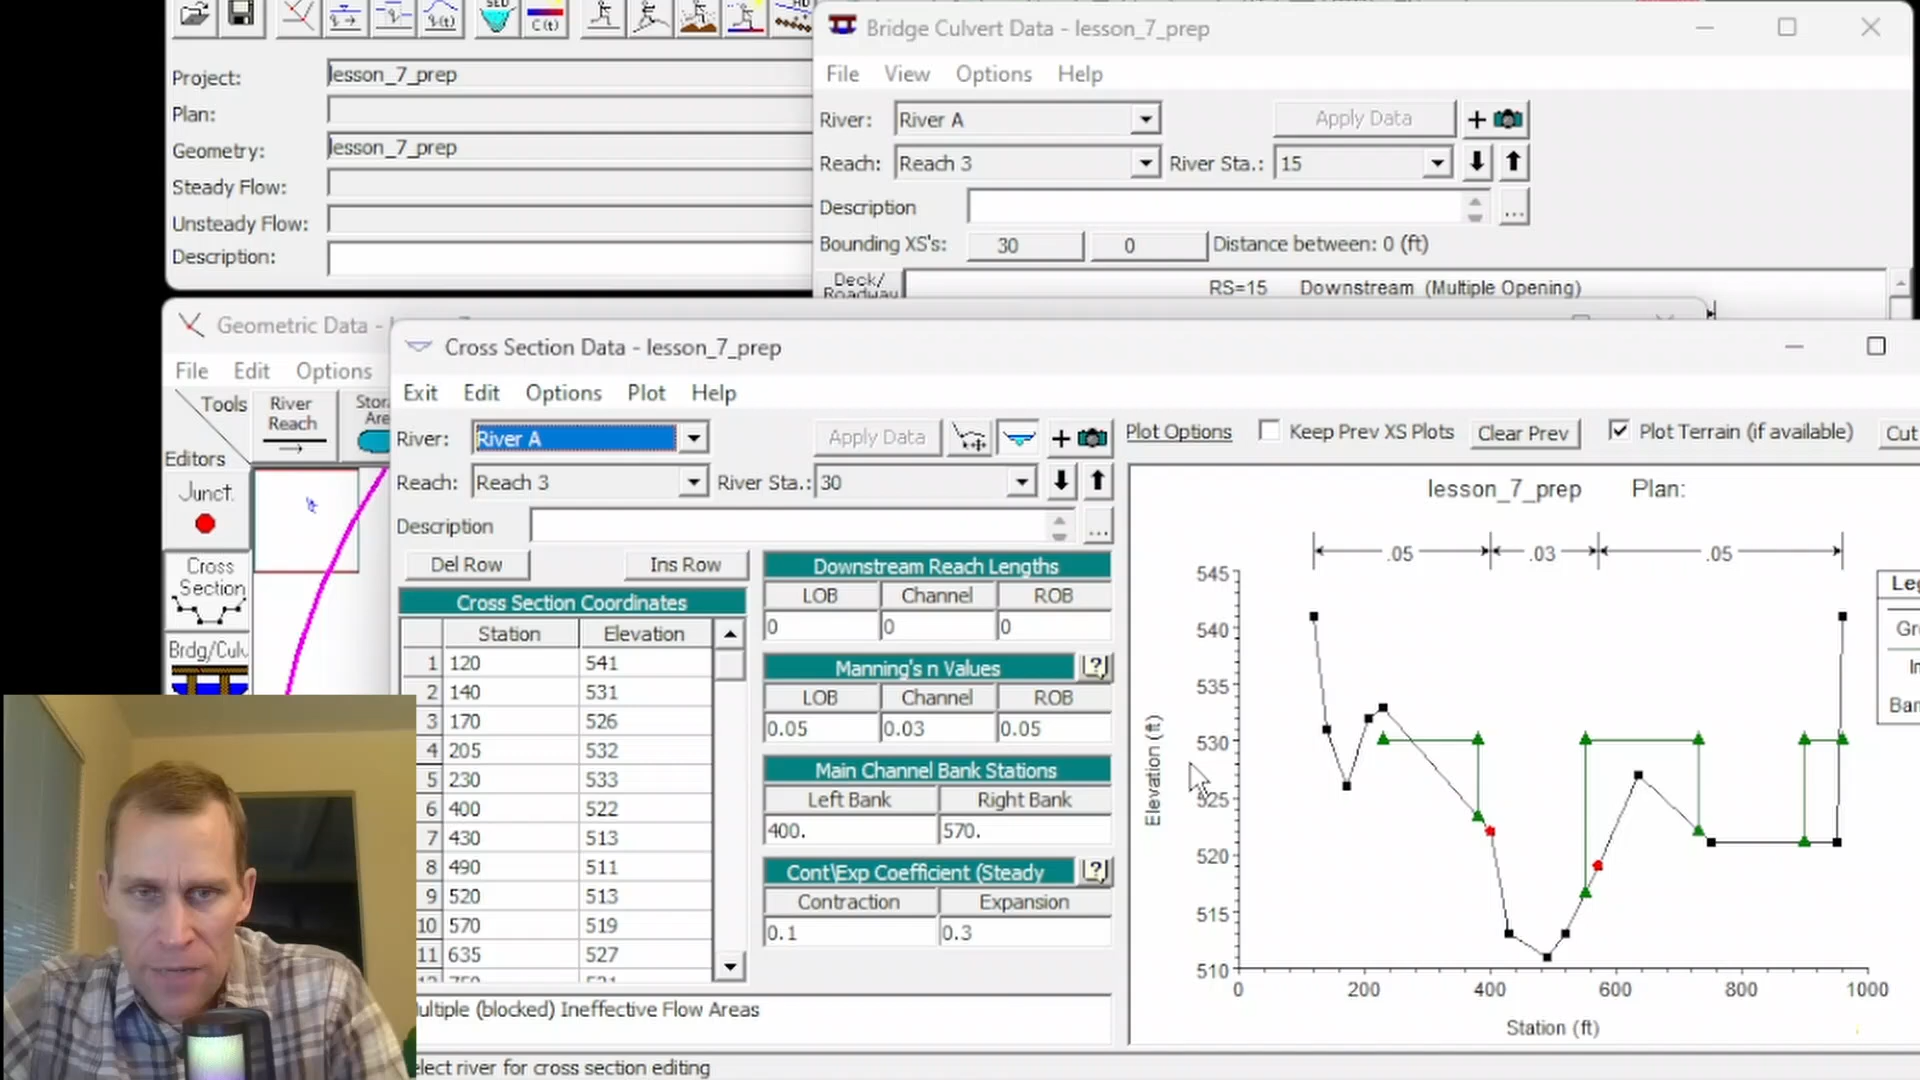 SED
C(t)
Project:
lesson_7_prep
Plan:
Geometry:
lesson_7_prep
Steady Flow:
Unsteady Flow:
Description:
Bridge Culvert Data - lesson_7_prep
File View Options Help
River: River A Apply Data +
Reach: Reach 3 River Sta.: 15
Description ...
Bounding XS's: 30 0 Distance between: 0 (ft)
Deck/
Roadway
RS=15 Downstream (Multiple Opening)
Geometric Data -
File Edit Options
Tools
River
Reach
Editors
Junct.
Cross
Section
Brdg/Culv
Cross Section Data - lesson_7_prep
Exit Edit Options Plot Help
River: River A Apply Data +
Plot Options Keep Prev XS Plots Clear Prev Plot Terrain (if available) Cut
Reach: Reach 3 River Sta.: 30
Description ...
Del Row Ins Row
Cross Section Coordinates
Station Elevation
1 120 541
2 140 531
3 170 526
4 205 532
5 230 533
6 400 522
7 430 513
8 490 511
9 520 513
10 570 519
11 635 527
Downstream Reach Lengths
LOB Channel ROB
0 0 0
Manning's n Values
LOB Channel ROB
0.05 0.03 0.05
Main Channel Bank Stations
Left Bank Right Bank
400. 570.
Cont\Exp Coefficient (Steady
Contraction Expansion
0.1 0.3
ultiple (blocked) Ineffective Flow Areas
elect river for cross section editing
lesson_7_prep Plan:
.05 .03 .05
545
540
535
530
525
520
515
510
Elevation (ft)
0 200 400 600 800 1000
Station (ft)
Leg
Gro
Ban